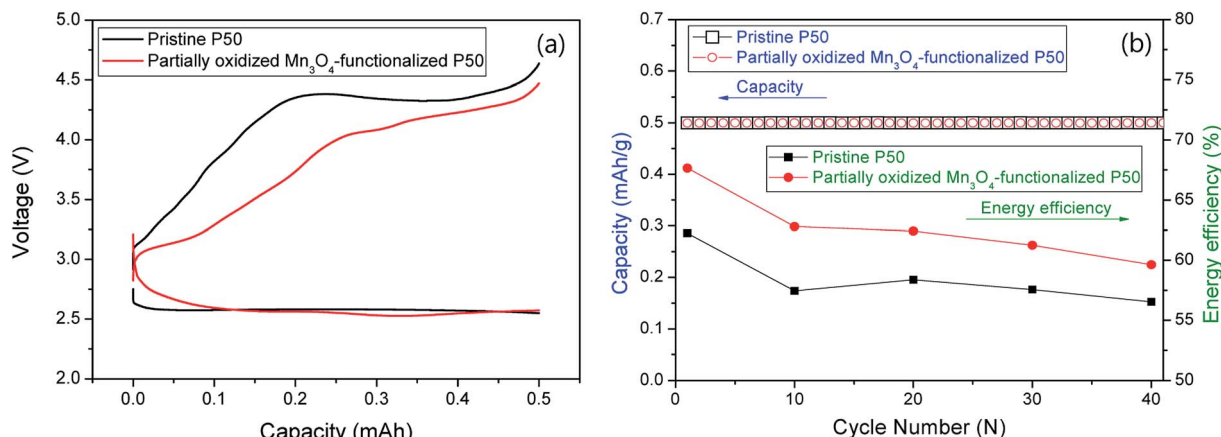 5.0
4.5
4.0
3.5
3.0
2.5
2.0
Voltage (V)
Pristine P50
Partially oxidized Mn₃O₄-functionalized P50
(a)
0.0 0.1 0.2 0.3 0.4 0.5
Capacity (mAh)
0.7
0.6
0.5
0.4
0.3
0.2
0.1
0.0
Capacity (mAh/g)
Pristine P50
Partially oxidized Mn₃O₄-functionalized P50
(b)
Capacity
Pristine P50
Partially oxidized Mn₃O₄-functionalized P50
Energy efficiency
80
75
70
65
60
55
50
Energy efficiency (%)
0 10 20 30 40
Cycle Number (N)